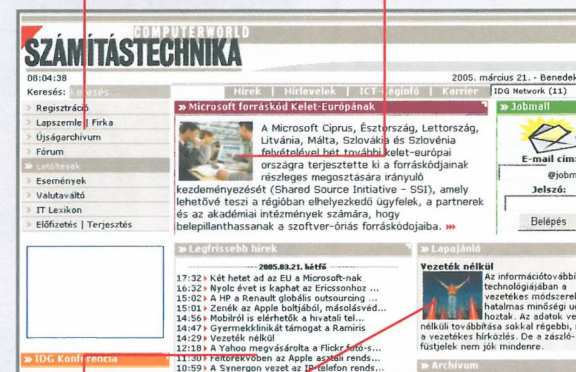 COMPUTERWORLD
SZÁMÍTÁSTECHNIKA
08:04:38
2005. március 21. - Benedek
Keresés:
Hírek | Hírlevelek | ICT-Céginfó | Karrier
IDG Network (11)
Regisztráció
Lapszemle | Firka
Újságarchívum
Fórum
Letöltések
Események
Valutaváltó
IT Lexikon
Előfizetés | Terjesztés
Microsoft forráskód Kelet-Európának
A Microsoft Ciprus, Észtország, Lettország,
Litvánia, Málta, Szlovákia és Szlovénia
felvételével hét további kelet-európai
országra terjesztette ki a forráskódjainak
részleges megosztására irányuló
kezdeményezését (Shared Source Initiative - SSI), amely
lehetővé teszi a régióban elhelyezkedő ügyfelek, a partnerek
és az akadémiai intézmények számára, hogy
belepillanthassanak a szoftver-óriás forráskódjaiba.
Jobmail
E-mail cím:
@jobm
Jelszó:
Belépés
Legfrissebb hírek
2005.03.21. hétfő
17:32 Két hetet ad az EU a Microsoft-nak
16:32 Nyolc évet is kaphat az Ericssonhoz ...
15:02 A HP a Renault globális outsourcing ...
15:01 Zenék az Apple boltjából, másolásvéd...
14:56 Mobilról is elérhetők a hivatali tel...
14:47 Gyermekklinikát támogat a Ramiris
14:29 Vezeték nélkül
12:18 A Yahoo megvásárolta a Flickr fotó-s...
11:30 Feltörekvőben az Apple asztali rends...
10:59 A Synergon vezet az IP-telefon rends...
Lapajánló
Vezeték nélkül
Az információtovábbí
technológiájában a
vezetékes módszerek
hatalmas minőségi ug
hoztak. Az adatok ve
nélküli továbbítása sokkal régebbi, m
a vezetékes hírközlés. De a zászló-
füstjelek nem jók mindenre.
IDG Konferencia
Archívum